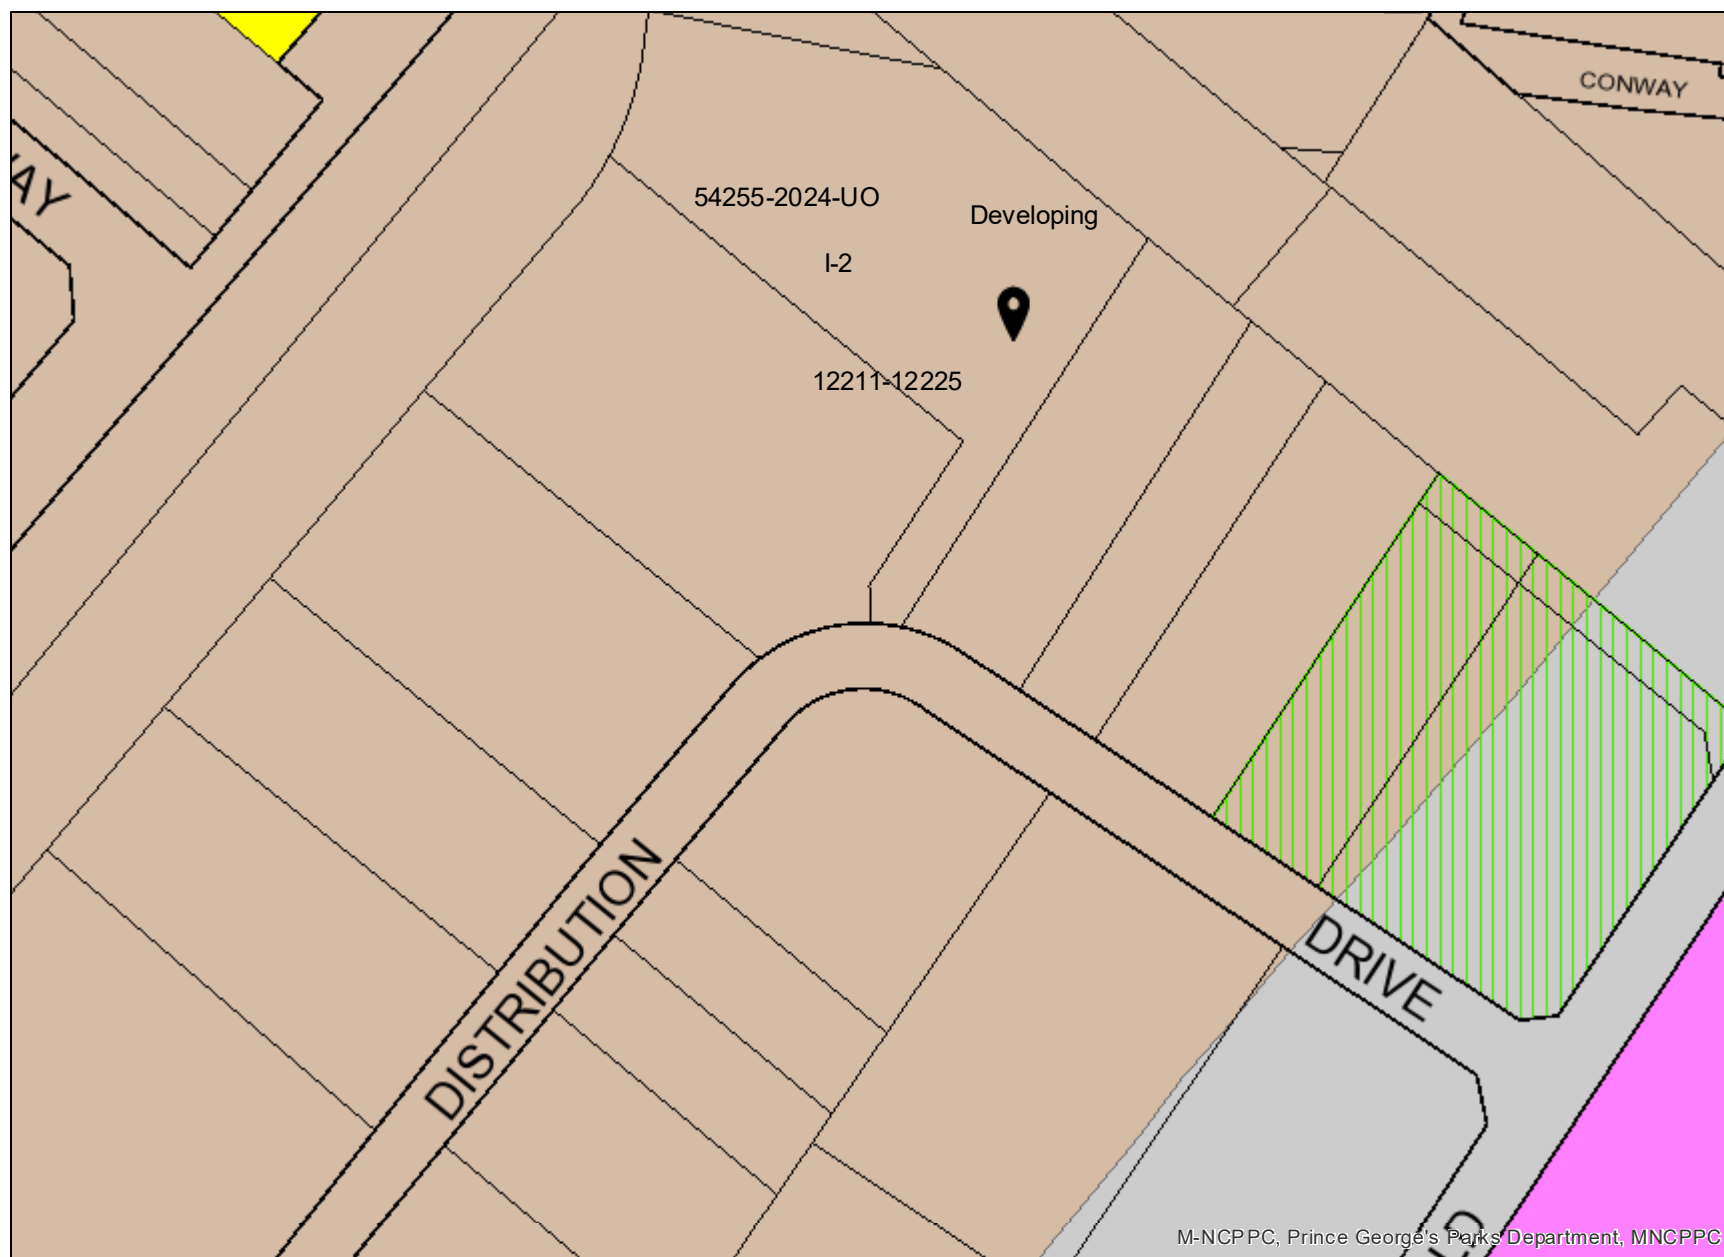 CONWAY
AY
54255-2024-UO
Developing
I-2
12211-12225
DISTRIBUTION
DRIVE
D
M-NCPPC, Prince George's Parks Department, MNCPPC